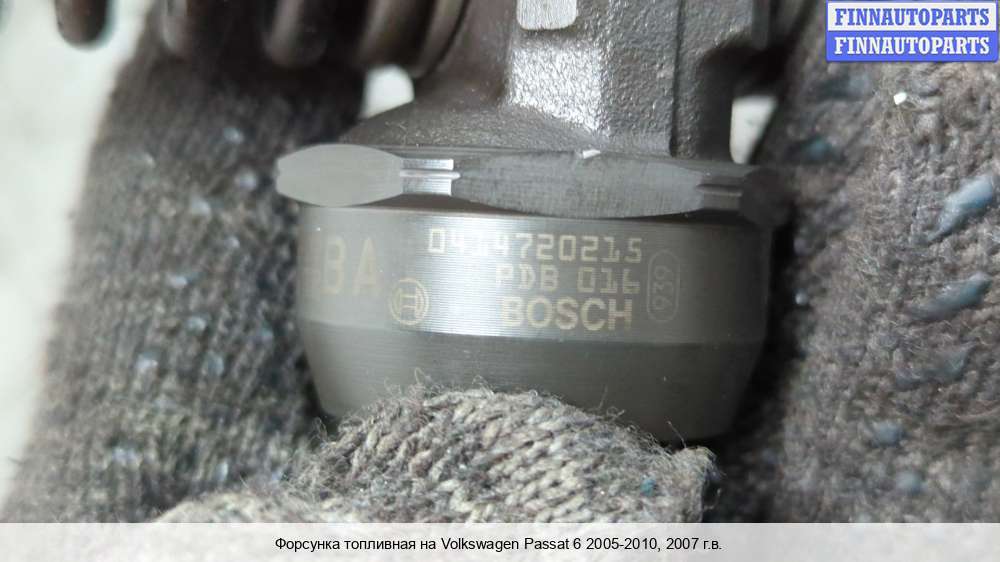 FINNAUTOPARTS
FINNAUTOPARTS
BA
0414720215
PDB 016
BOSCH
939
Форсунка топливная на Volkswagen Passat 6 2005-2010, 2007 г.в.